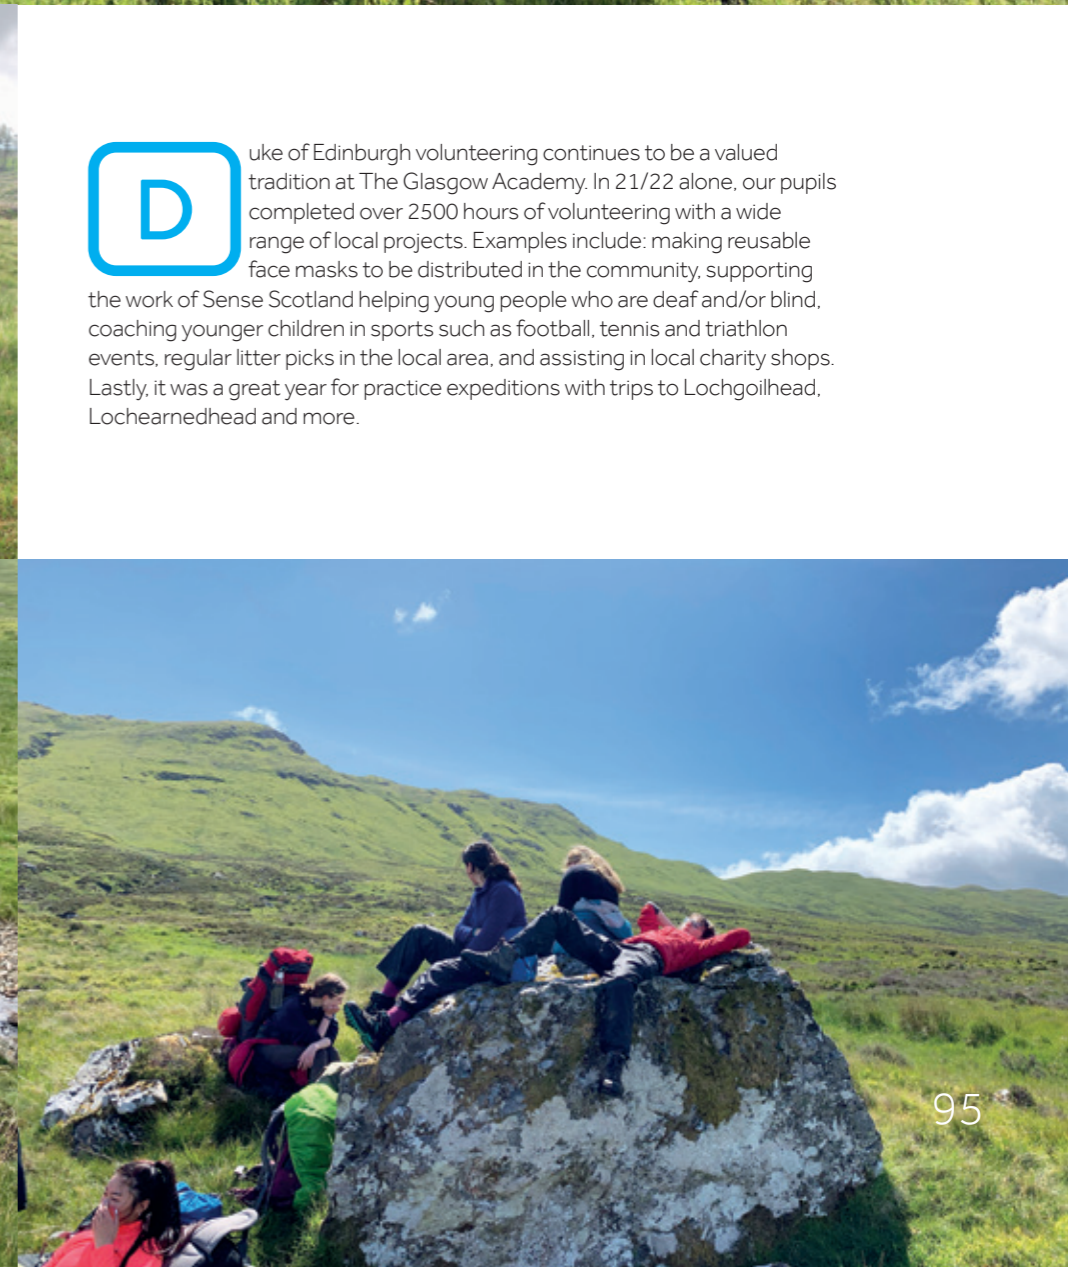 Duke of Edinburgh volunteering continues to be a valued
tradition at The Glasgow Academy. In 21/22 alone, our pupils
completed over 2500 hours of volunteering with a wide
range of local projects. Examples include: making reusable
face masks to be distributed in the community, supporting
the work of Sense Scotland helping young people who are deaf and/or blind,
coaching younger children in sports such as football, tennis and triathlon
events, regular litter picks in the local area, and assisting in local charity shops.
Lastly, it was a great year for practice expeditions with trips to Lochgoilhead,
Lochearnedhead and more.
95